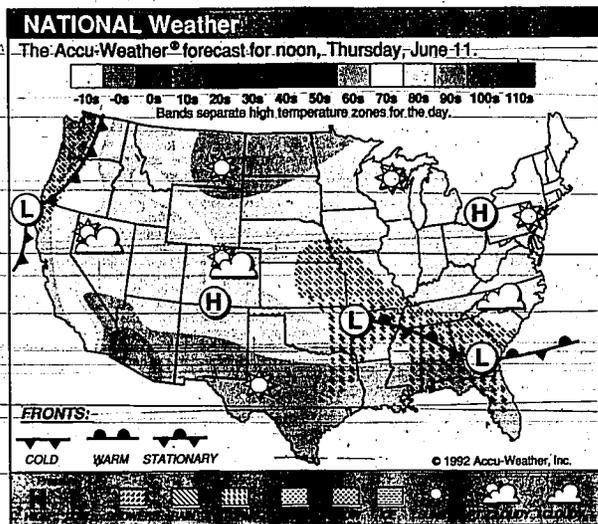 NATIONAL Weather
The Accu-Weather® forecast for noon, Thursday, June 11.
-10s -0s 0s 10s 20s 30s 40s 50s 60s 70s 80s 90s 100s 110s
Bands separate high temperature zones for the day.
L
H
H
L
L
FRONTS:
COLD WARM STATIONARY
© 1992 Accu-Weather, Inc.